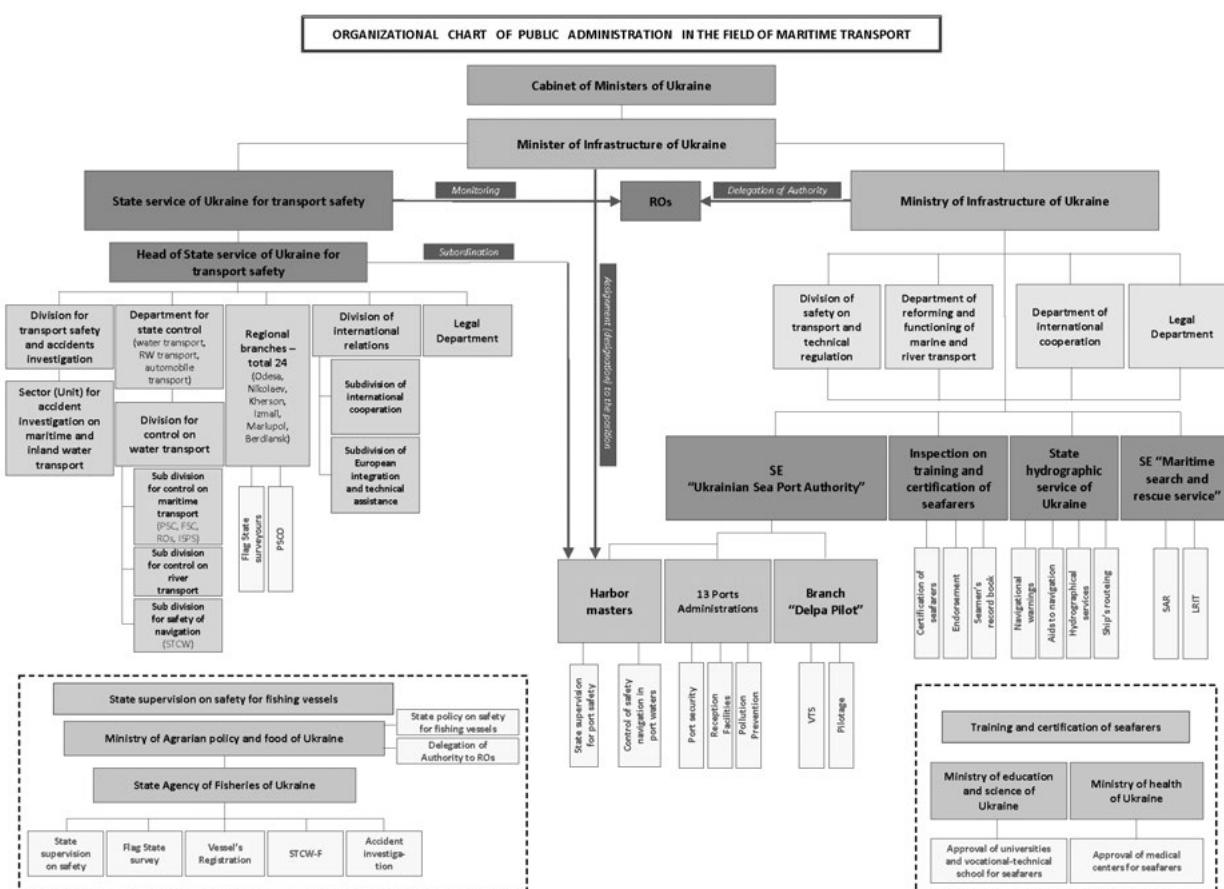 ORGANIZATIONAL CHART OF PUBLIC ADMINISTRATION IN THE FIELD OF MARITIME TRANSPORT
Cabinet of Ministers of Ukraine
Minister of Infrastructure of Ukraine
State service of Ukraine for transport safety
Monitoring
ROs
Delegation of Authority
Ministry of Infrastructure of Ukraine
Head of State service of Ukraine for
transport safety
Subordination
Assignment (designation) to the position
Division for
transport safety
and accidents
investigation
Department for
state control
(water transport,
RW transport,
automobile
transport)
Regional
branches –
total 24
(Odesa,
Nikolaev,
Kherson,
Izmail,
Mariupol,
Berdiansk)
Division of
international
relations
Legal
Department
Sector (Unit) for
accident
investigation on
maritime and
inland water
transport
Division for
control on
water transport
Sub division
for control on
maritime
transport
(PSC, FSC,
ROs, ISPS)
Sub division
for control on
river
transport
Sub division
for safety of
navigation
(STCW)
Flag State
surveyours
PSCO
Subdivision of
international
cooperation
Subdivision of
European
integration
and technical
assistance
Division of
safety on
transport and
technical
regulation
Department of
reforming and
functioning of
marine and
river transport
Department of
international
cooperation
Legal
Department
SE
“Ukrainian Sea Port Authority”
Inspection on
training and
certification of
seafarers
State
hydrographic
service of
Ukraine
SE “Maritime
search and
rescue service”
Harbor
masters
13 Ports
Administrations
Branch
“Delpa Pilot”
State supervision
for port safety
Control of safety
navigation in
port waters
Port security
Reception
Facilities
Pollution
Prevention
VTS
Pilotage
Certification of
seafarers
Endorsement
Seamen's
record book
Navigational
warnings
Aids to navigation
Hydrographical
services
Ship's routeing
SAR
LRIT
State supervision on safety for fishing vessels
Ministry of Agrarian policy and food of Ukraine
State policy on safety
for fishing vessels
Delegation of
Authority to ROs
State Agency of Fisheries of Ukraine
State
supervision
on safety
Flag State
survey
Vessel's
Registration
STCW-F
Accident
investiga-
tion
Training and certification of seafarers
Ministry of education
and science of
Ukraine
Ministry of health
of Ukraine
Approval of universities
and vocational-technical
school for seafarers
Approval of medical
centers for seafarers